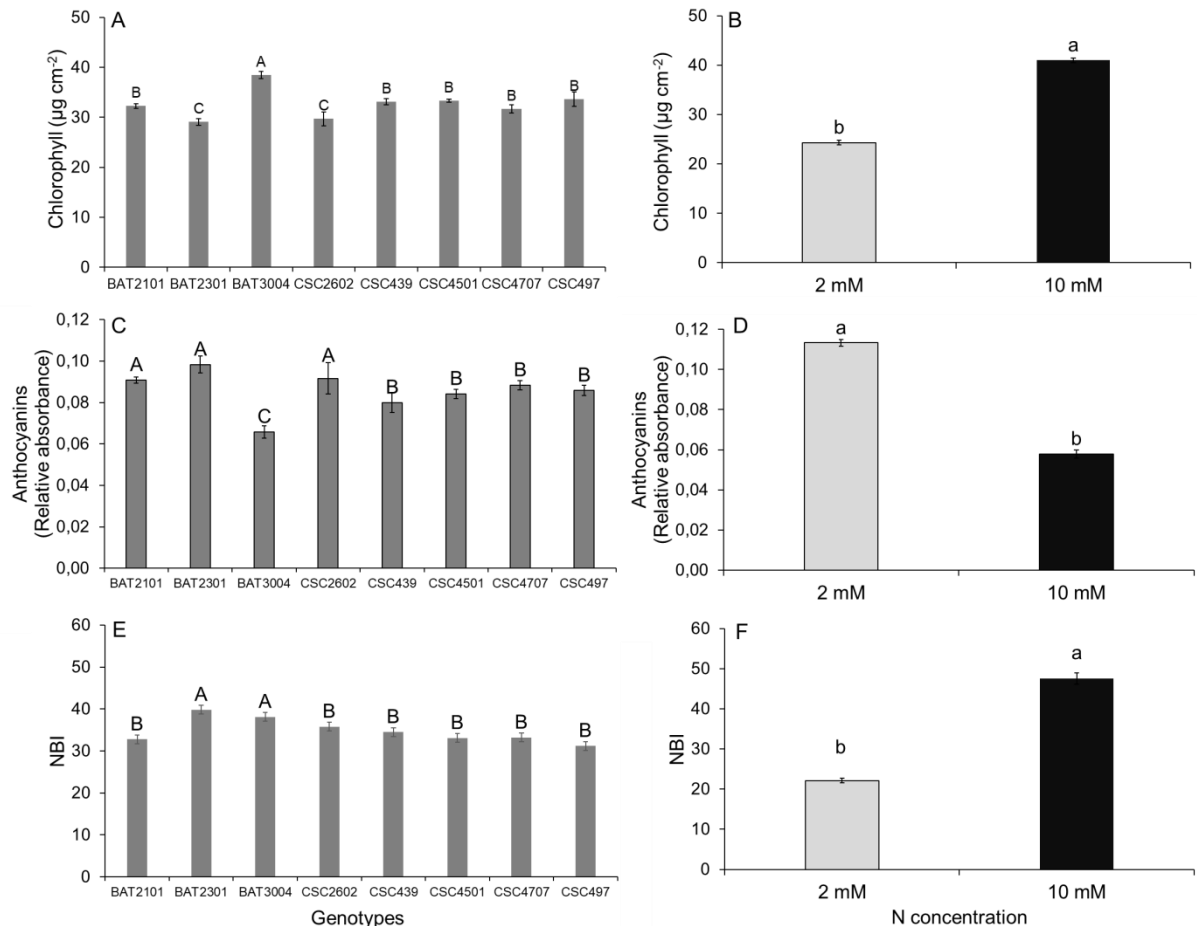 A
Chlorophyll (µg cm⁻²)
50
40
30
20
10
0
B
C
A
C
B
B
B
B
BAT2101 BAT2301 BAT3004 CSC2602 CSC439 CSC4501 CSC4707 CSC497
B
Chlorophyll (µg cm⁻²)
50
40
30
20
10
0
b
a
2 mM
10 mM
C
Anthocyanins
(Relative absorbance)
0,12
0,10
0,08
0,06
0,04
0,02
0,00
A
A
C
A
B
B
B
B
BAT2101 BAT2301 BAT3004 CSC2602 CSC439 CSC4501 CSC4707 CSC497
D
Anthocyanins
(Relative absorbance)
0,12
0,10
0,08
0,06
0,04
0,02
0,00
a
b
2 mM
10 mM
E
NBI
60
50
40
30
20
10
0
B
A
A
B
B
B
B
B
BAT2101 BAT2301 BAT3004 CSC2602 CSC439 CSC4501 CSC4707 CSC497
Genotypes
F
NBI
60
50
40
30
20
10
0
b
a
2 mM
10 mM
N concentration